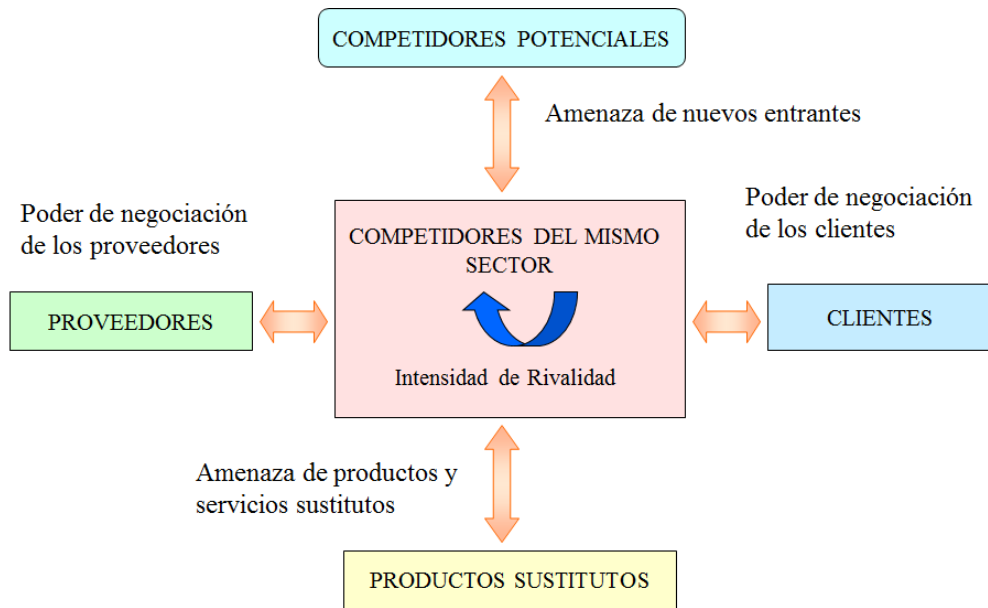 COMPETIDORES POTENCIALES
Amenaza de nuevos entrantes
Poder de negociación
de los proveedores
Poder de negociación
de los clientes
COMPETIDORES DEL MISMO
SECTOR
PROVEEDORES
CLIENTES
Intensidad de Rivalidad
Amenaza de productos y
servicios sustitutos
PRODUCTOS SUSTITUTOS